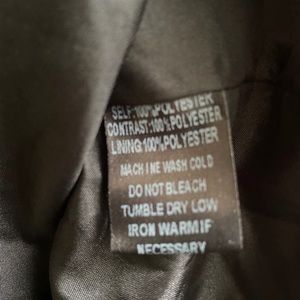 SELF:100%POLYESTER
CONTRAST:100%POLYESTER
LINING:100%POLYESTER
MACHINE WASH COLD
DO NOT BLEACH
TUMBLE DRY LOW
IRON WARM IF
NECESSARY